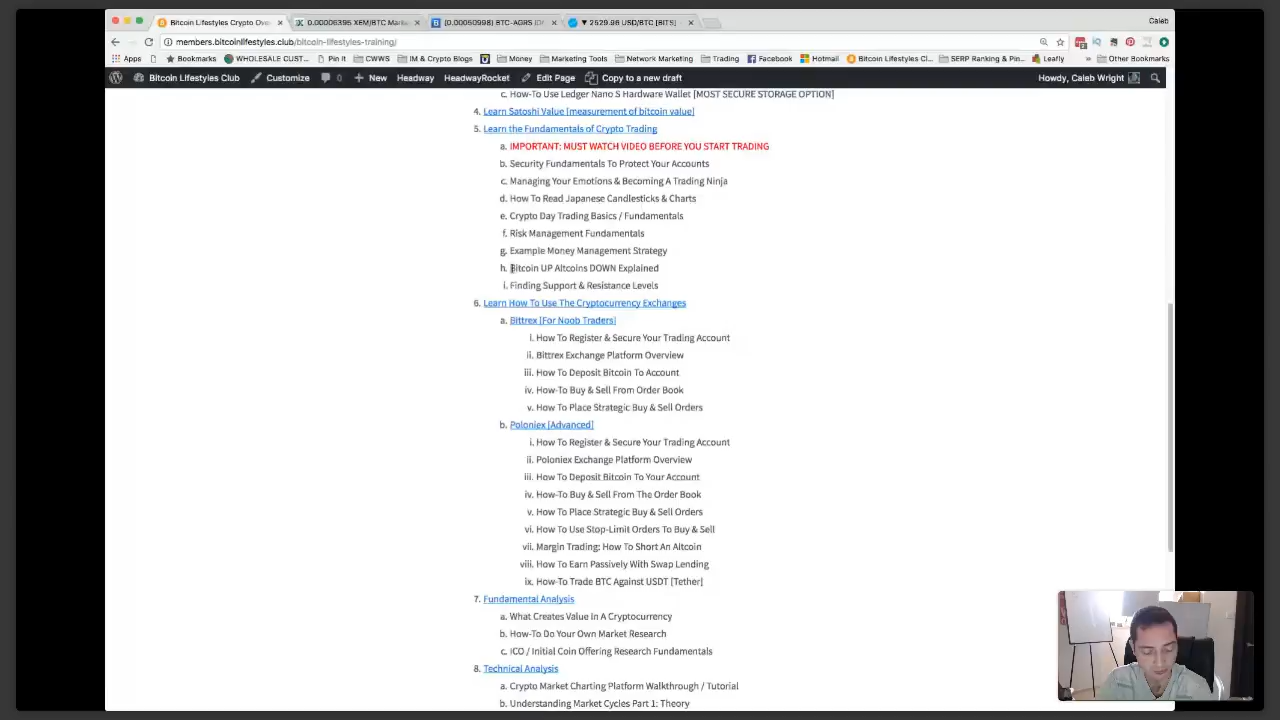 Caleb
Bitcoin Lifestyles Crypto Ove
0.00006395 XEM/BTC Marke
(0.00050998) BTC-AGRS
▼ 2529.96 USD/BTC [BITS]
members.bitcoinlifestyles.club/bitcoin-lifestyles-training/
Apps
Bookmarks
WHOLESALE CUST...
Pin It
CWWS
IM & Crypto Blogs
Money
Marketing Tools
Network Marketing
Trading
Facebook
Hotmail
Bitcoin Lifestyles Cl...
SERP Ranking & Pin...
Leafly
»
Other Bookmarks
Bitcoin Lifestyles Club
Customize
0
+ New
Headway
HeadwayRocket
Edit Page
Copy to a new draft
Howdy, Caleb Wright
c. How-To Use Ledger Nano S Hardware Wallet [MOST SECURE STORAGE OPTION]
4. Learn Satoshi Value [measurement of bitcoin value]
5. Learn the Fundamentals of Crypto Trading
a. IMPORTANT: MUST WATCH VIDEO BEFORE YOU START TRADING
b. Security Fundamentals To Protect Your Accounts
c. Managing Your Emotions & Becoming A Trading Ninja
d. How To Read Japanese Candlesticks & Charts
e. Crypto Day Trading Basics / Fundamentals
f. Risk Management Fundamentals
g. Example Money Management Strategy
h. Bitcoin UP Altcoins DOWN Explained
i. Finding Support & Resistance Levels
6. Learn How To Use The Cryptocurrency Exchanges
a. Bittrex [For Noob Traders]
i. How To Register & Secure Your Trading Account
ii. Bittrex Exchange Platform Overview
iii. How To Deposit Bitcoin To Account
iv. How-To Buy & Sell From Order Book
v. How To Place Strategic Buy & Sell Orders
b. Poloniex [Advanced]
i. How To Register & Secure Your Trading Account
ii. Poloniex Exchange Platform Overview
iii. How To Deposit Bitcoin To Your Account
iv. How-To Buy & Sell From The Order Book
v. How To Place Strategic Buy & Sell Orders
vi. How To Use Stop-Limit Orders To Buy & Sell
vii. Margin Trading: How To Short An Altcoin
viii. How To Earn Passively With Swap Lending
ix. How-To Trade BTC Against USDT [Tether]
7. Fundamental Analysis
a. What Creates Value In A Cryptocurrency
b. How-To Do Your Own Market Research
c. ICO / Initial Coin Offering Research Fundamentals
8. Technical Analysis
a. Crypto Market Charting Platform Walkthrough / Tutorial
b. Understanding Market Cycles Part 1: Theory